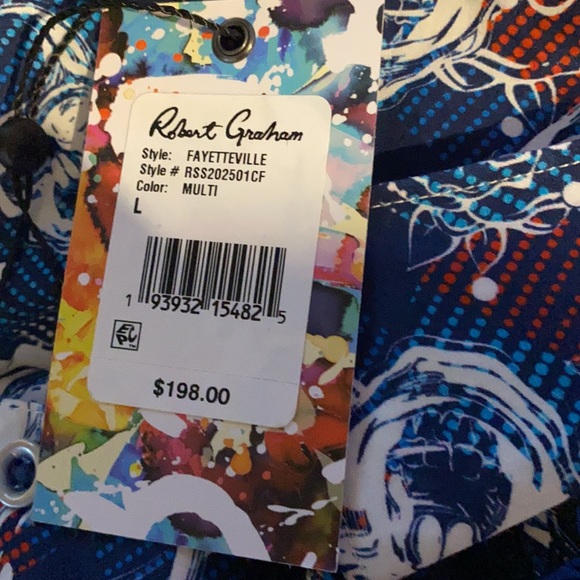 Robert Graham
Style: FAYETTEVILLE
Style # RSS202501CF
Color: MULTI
L
1 93932 15482 5
$198.00